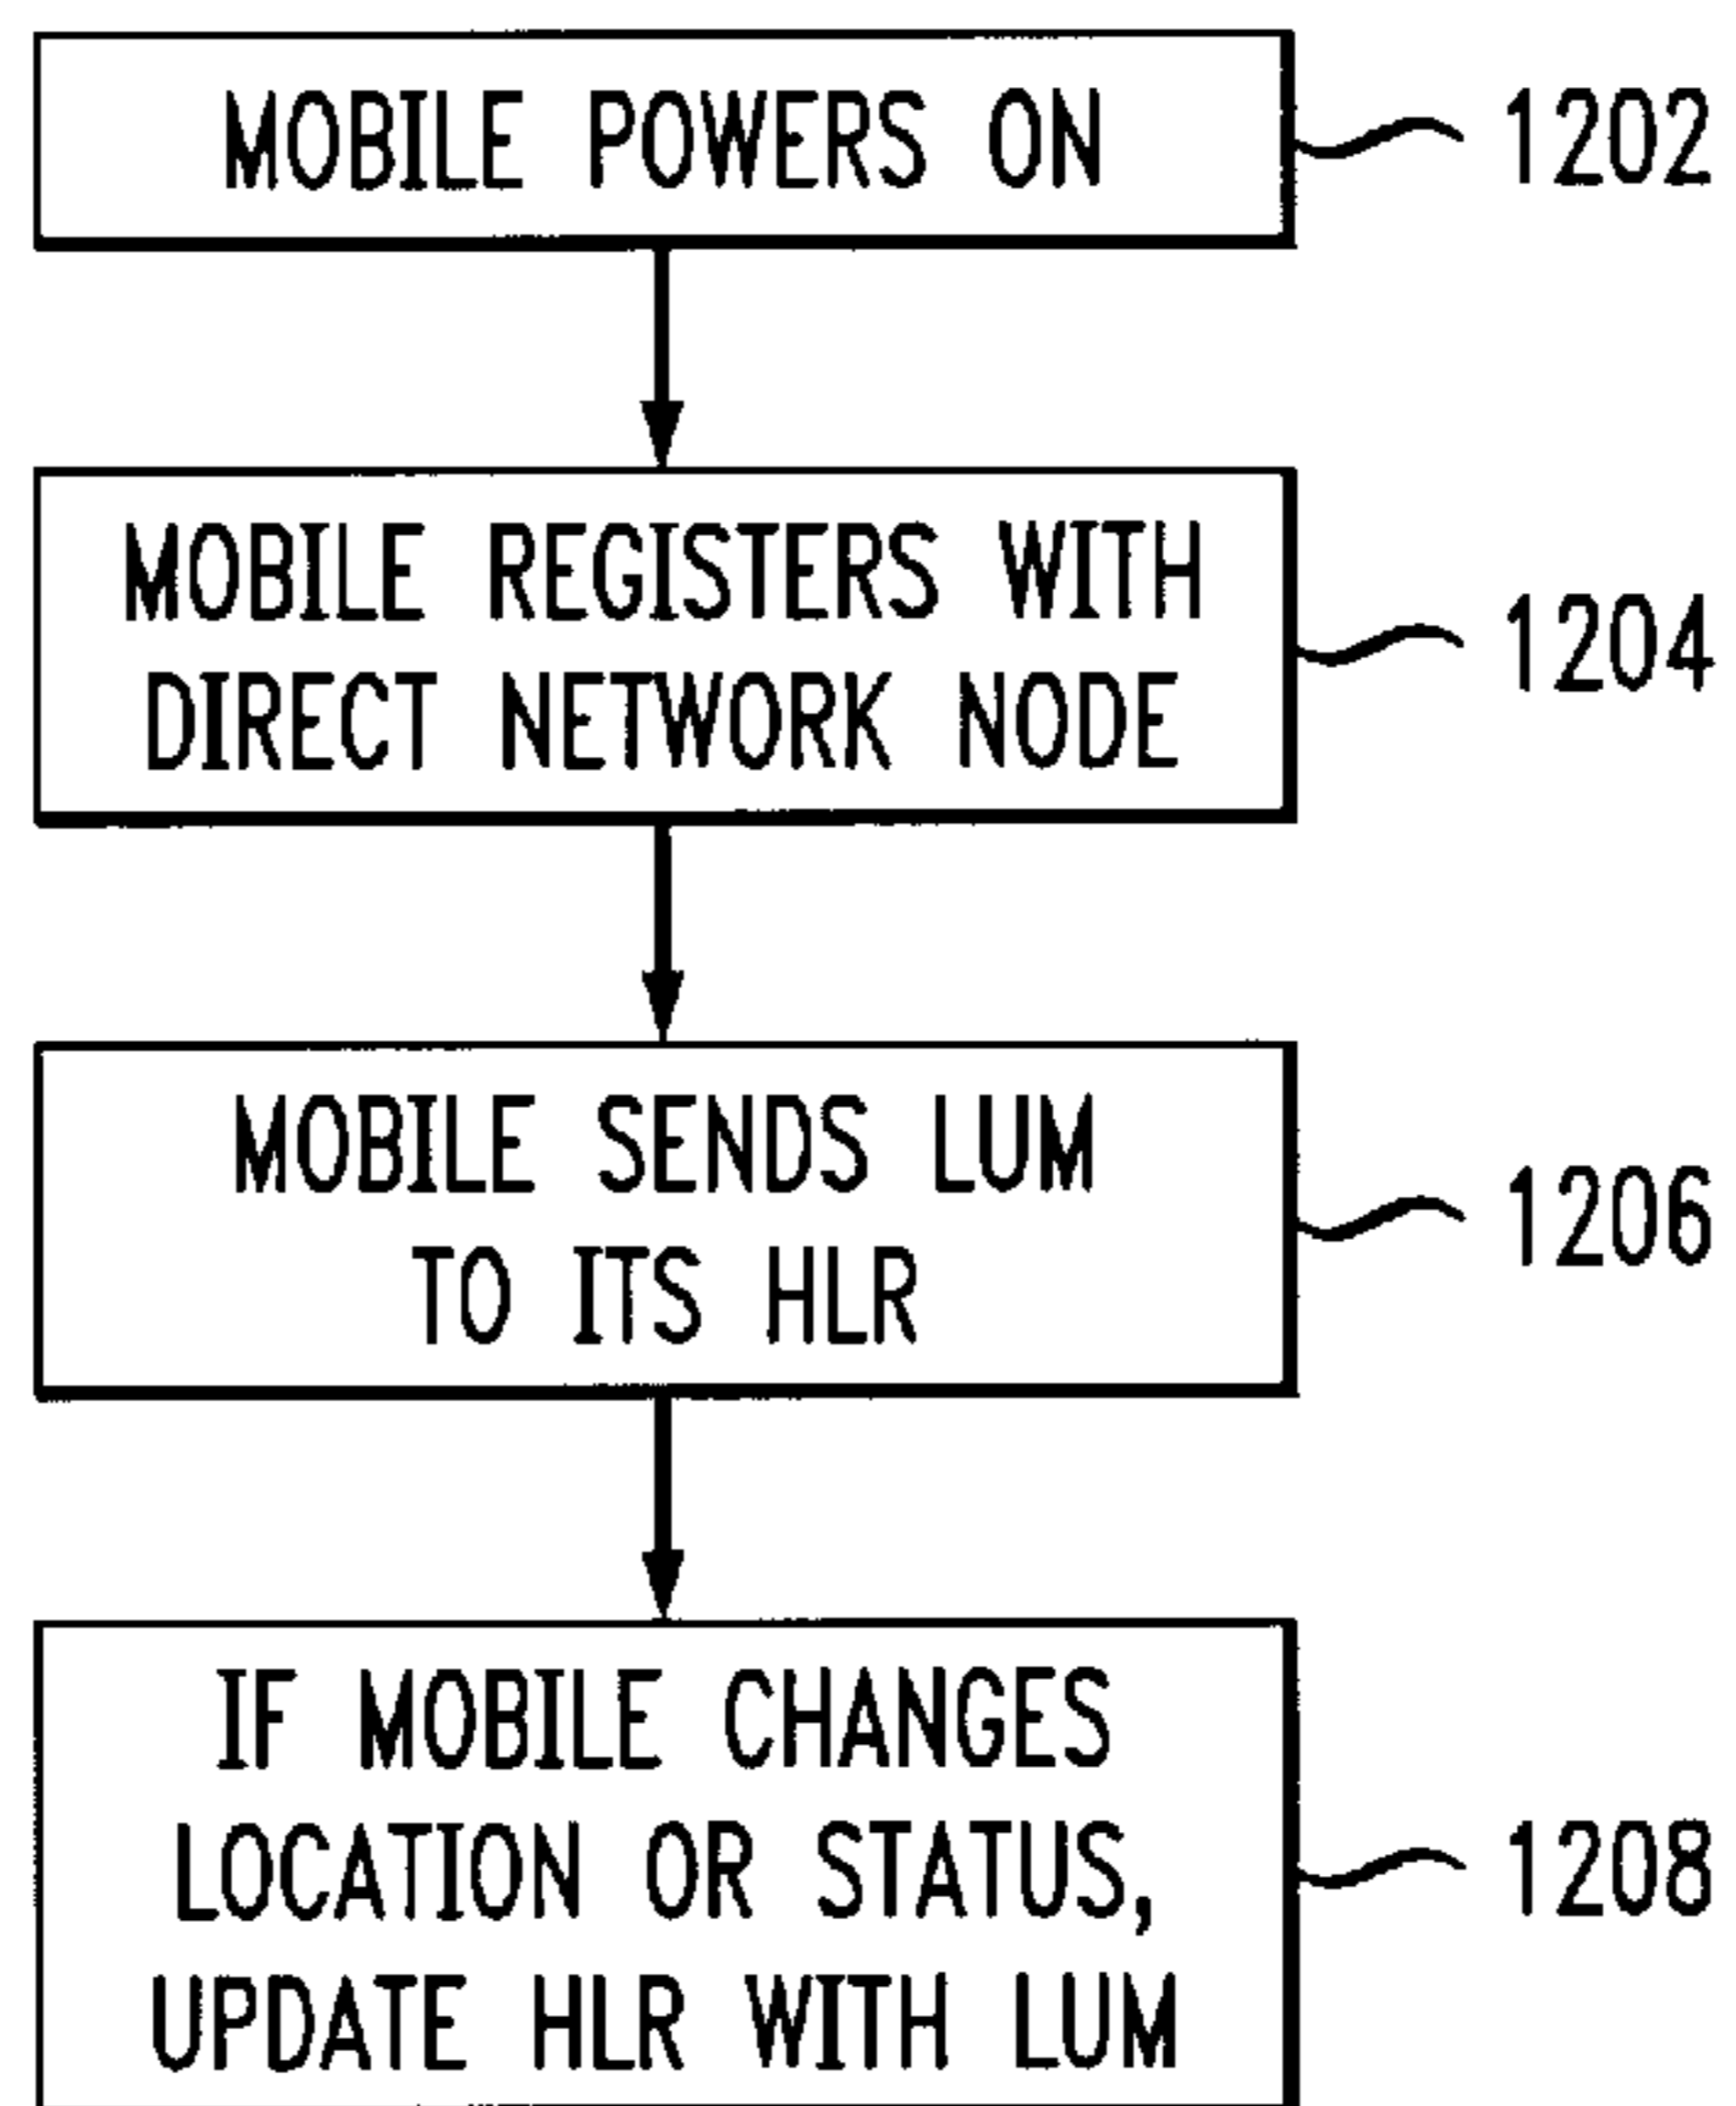 MOBILE POWERS ON
1202
MOBILE REGISTERS WITH
DIRECT NETWORK NODE
1204
MOBILE SENDS LUM
TO ITS HLR
1206
IF MOBILE CHANGES
LOCATION OR STATUS,
UPDATE HLR WITH LUM
1208